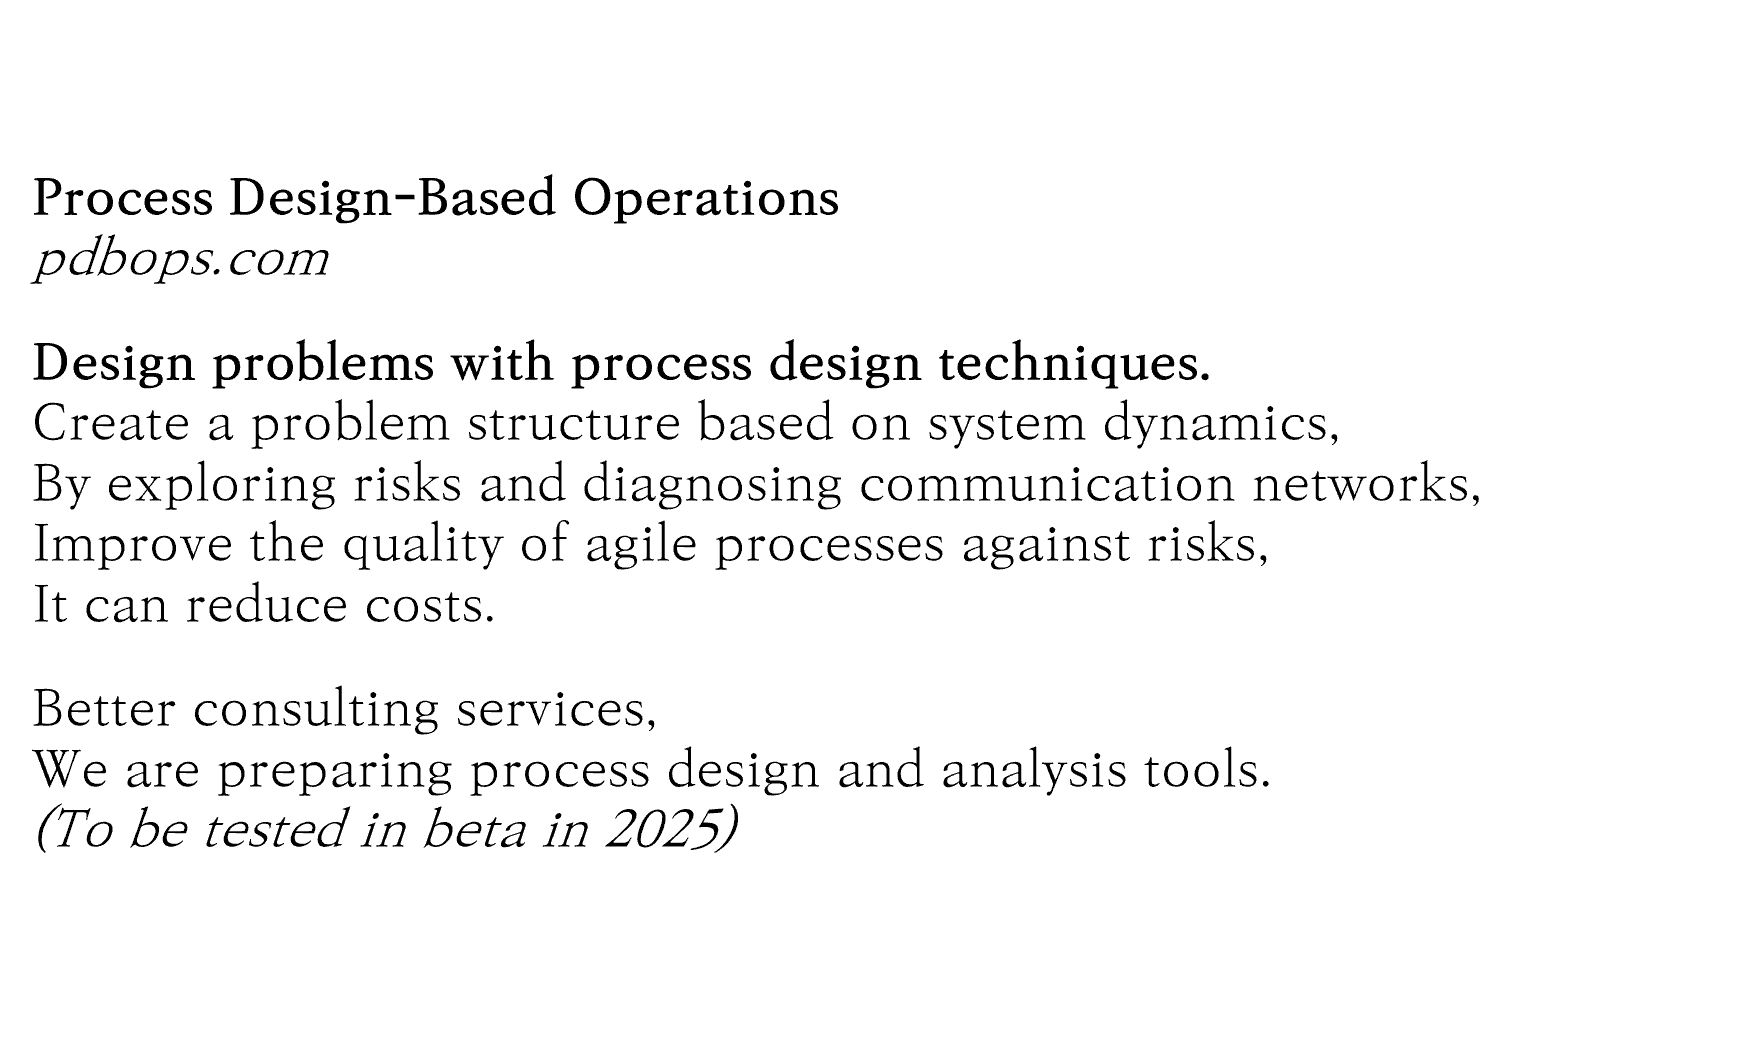 Process Design-Based Operations
pdbops.com
Design problems with process design techniques.
Create a problem structure based on system dynamics,
By exploring risks and diagnosing communication networks,
Improve the quality of agile processes against risks,
It can reduce costs.
Better consulting services,
We are preparing process design and analysis tools.
(To be tested in beta in 2025)